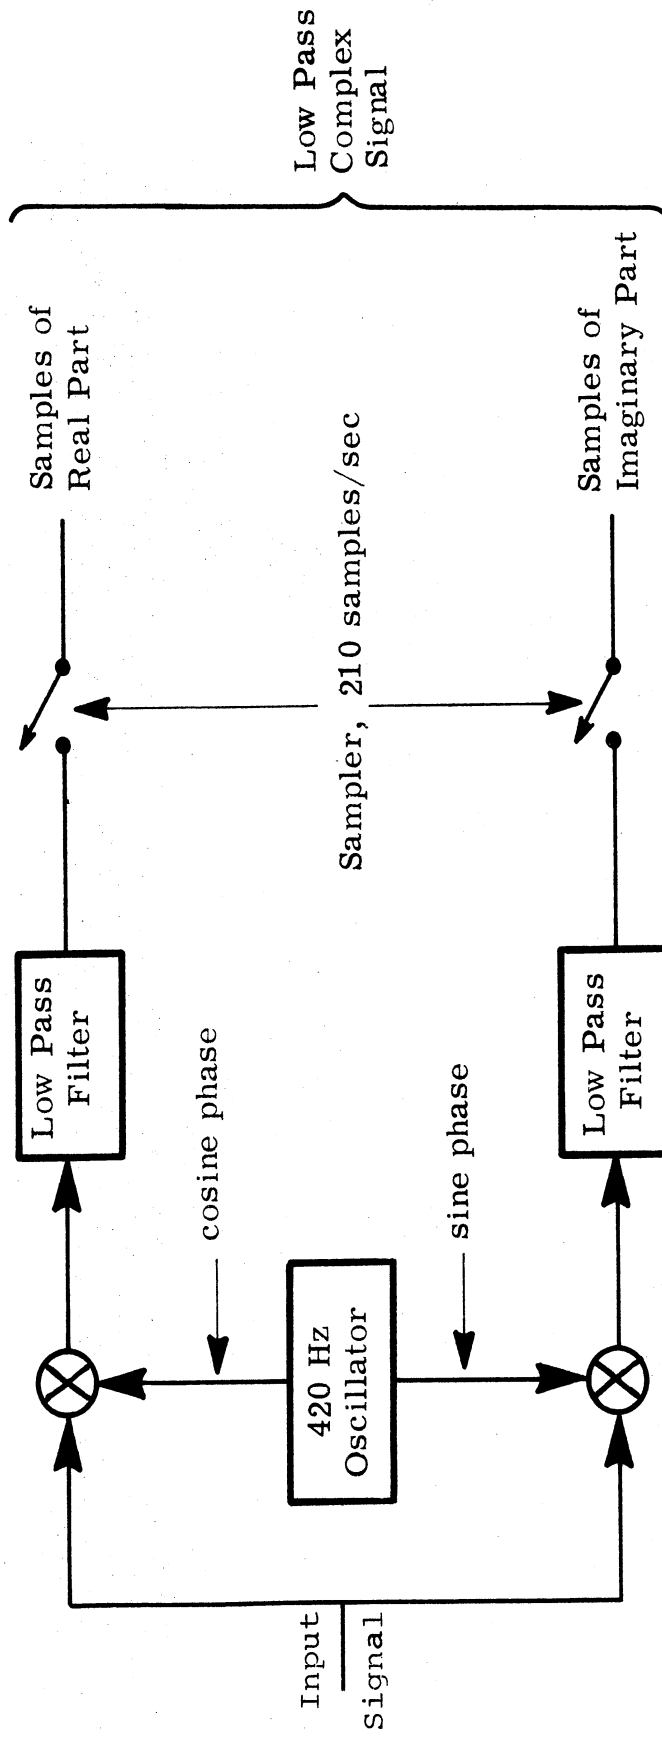 Input
Signal
420 Hz
Oscillator
cosine phase
sine phase
Low Pass
Filter
Low Pass
Filter
Sampler, 210 samples/sec
Samples of
Real Part
Samples of
Imaginary Part
Low Pass
Complex
Signal